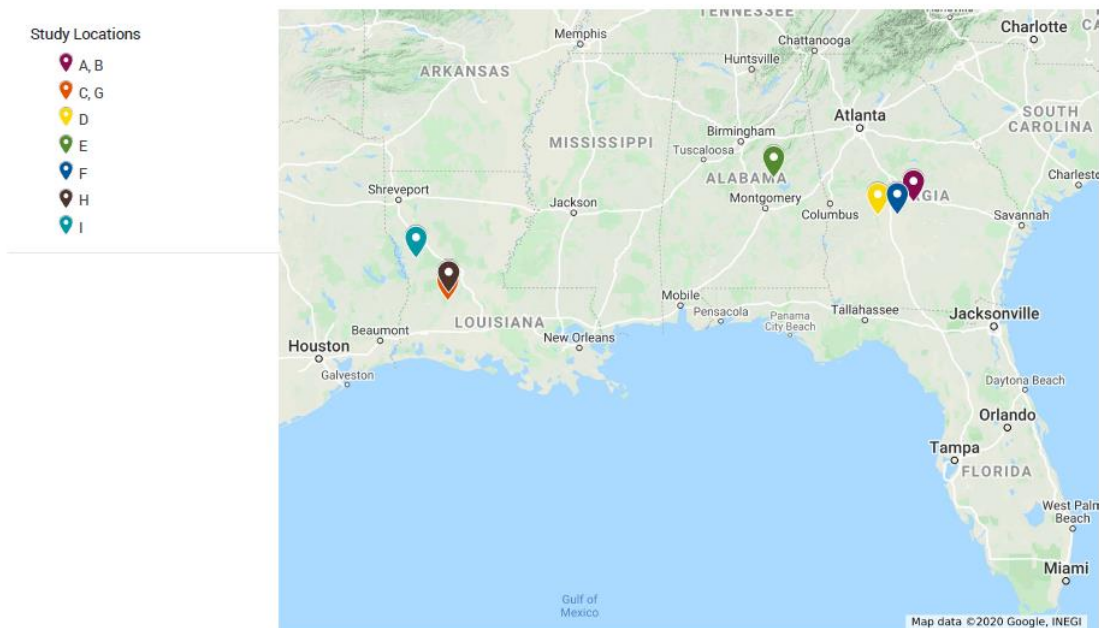 Study Locations
A, B
C, G
D
E
F
H
I
TENNESSEE
Charlotte
Memphis
Chattanooga
Huntsville
ARKANSAS
Atlanta
SOUTH
CAROLINA
Birmingham
MISSISSIPPI
Tuscaloosa
ALABAMA
Shreveport
GIA
Charlest
Jackson
Montgomery
Columbus
Savannah
Mobile
Pensacola
Tallahassee
Panama
City Beach
Jacksonville
LOUISIANA
Beaumont
New Orleans
Houston
Galveston
Daytona Beach
Orlando
Tampa
FLORIDA
West Palm
Beach
Miami
Gulf of
Mexico
Map data ©2020 Google, INEGI